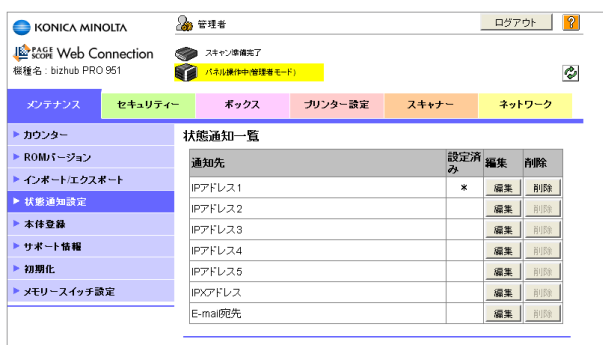 KONICA MINOLTA
管理者
ログアウト
?
PAGE SCOPE Web Connection
スキャン準備完了
機種名 : bizhub PRO 951
パネル操作中(管理者モード)
メンテナンス セキュリティー ボックス プリンター設定 スキャナー ネットワーク
カウンター
ROMバージョン
インポート/エクスポート
状態通知設定
本体登録
サポート情報
初期化
メモリースイッチ設定
状態通知一覧
通知先 設定済み 編集 削除
IPアドレス1 * 編集 削除
IPアドレス2 編集 削除
IPアドレス3 編集 削除
IPアドレス4 編集 削除
IPアドレス5 編集 削除
IPXアドレス 編集 削除
E-mail宛先 編集 削除